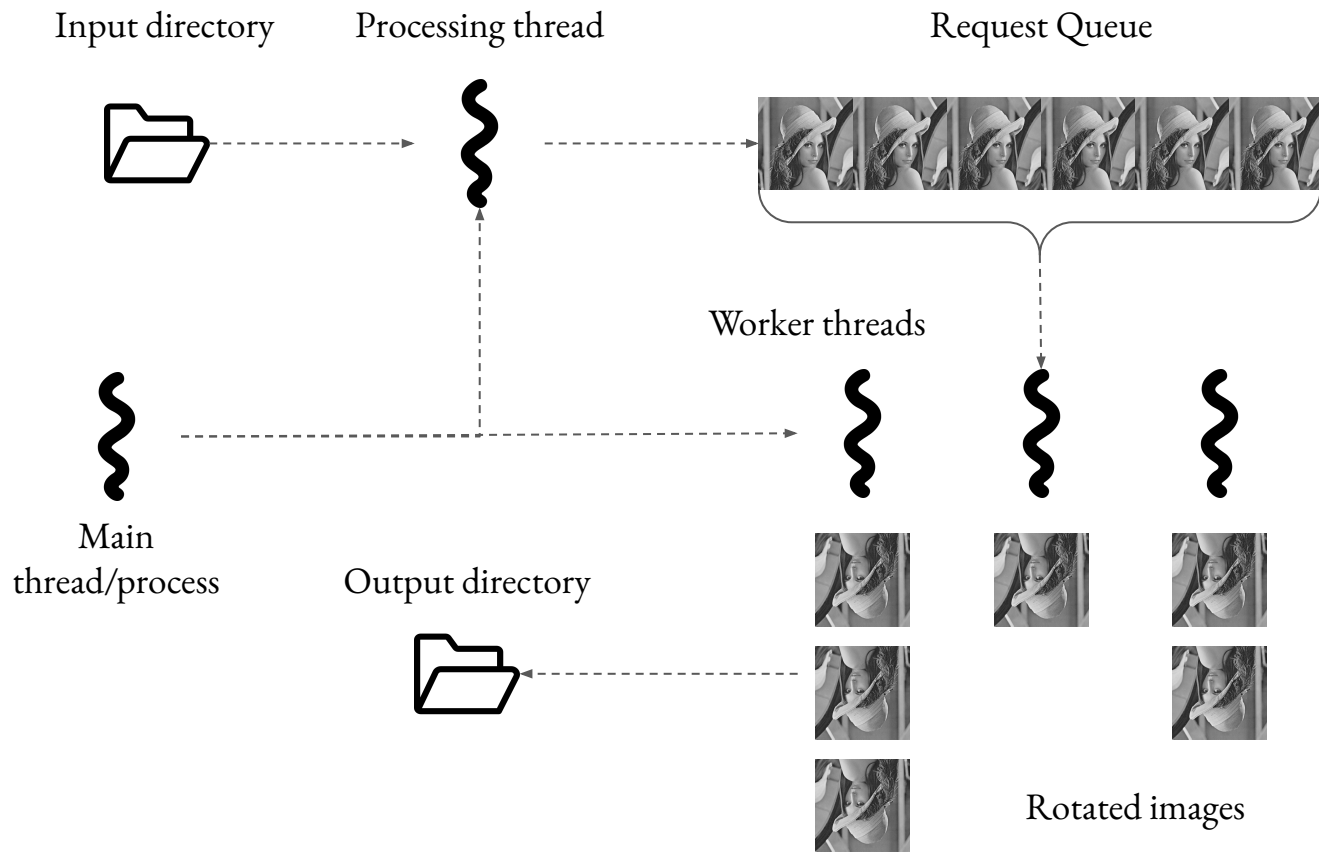 Input directory
Processing thread
Request Queue
Worker threads
Main
thread/process
Output directory
Rotated images